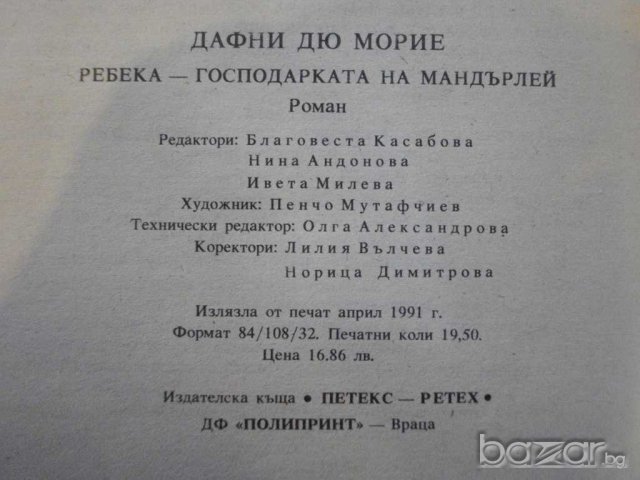 ДАФНИ ДЮ МОРИЕ
РЕБЕКА — ГОСПОДАРКАТА НА МАНДЪРЛЕЙ
Роман
Редактори: Благовеста Касабова
Нина Андонова
Ивета Милева
Художник: Пенчо Мутафчиев
Технически редактор: Олга Александрова
Коректори: Лилия Вълчева
Норица Димитрова
Излязла от печат април 1991 г.
Формат 84/108/32. Печатни коли 19,50.
Цена 16.86 лв.
Издателска къща • ПЕТЕКС — PETEX •
ДФ «ПОЛИПРИНТ» — Враца
bazar.bg